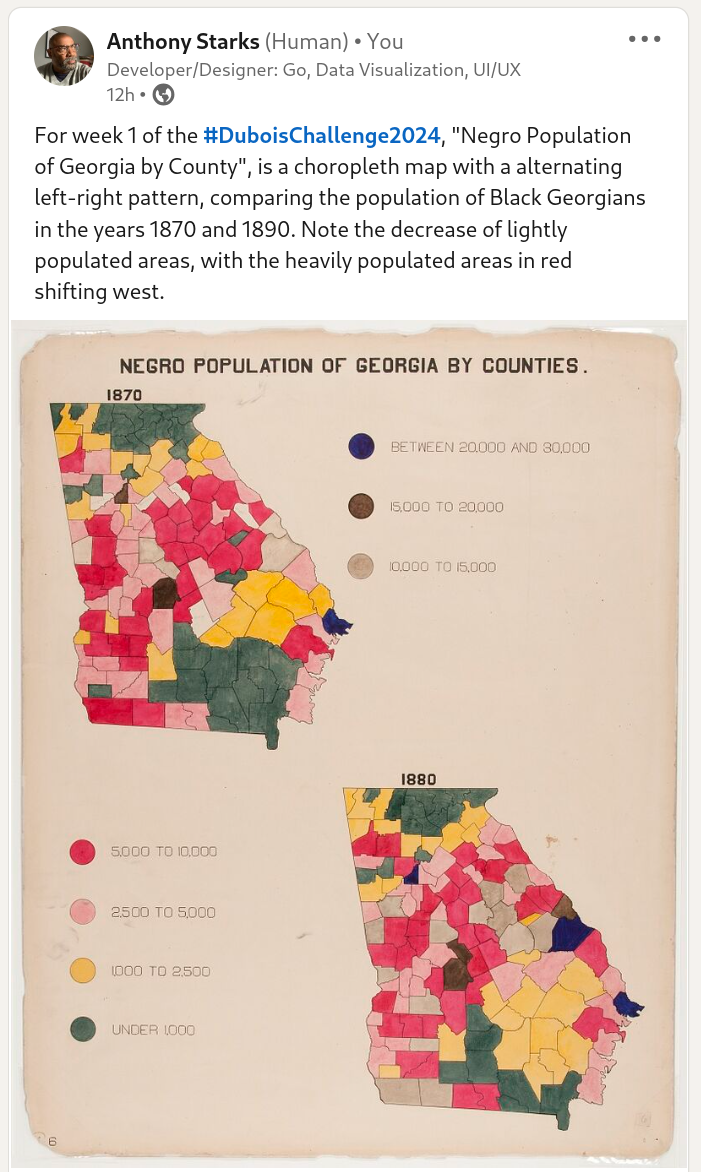 Anthony Starks (Human) • You
Developer/Designer: Go, Data Visualization, UI/UX
12h •
For week 1 of the #DuboisChallenge2024, "Negro Population
of Georgia by County", is a choropleth map with a alternating
left-right pattern, comparing the population of Black Georgians
in the years 1870 and 1890. Note the decrease of lightly
populated areas, with the heavily populated areas in red
shifting west.
NEGRO POPULATION OF GEORGIA BY COUNTIES.
1870
BETWEEN 20,000 AND 30,000
15,000 TO 20,000
10,000 TO 15,000
1880
5,000 TO 10,000
2,500 TO 5,000
1,000 TO 2,500
UNDER 1,000
6